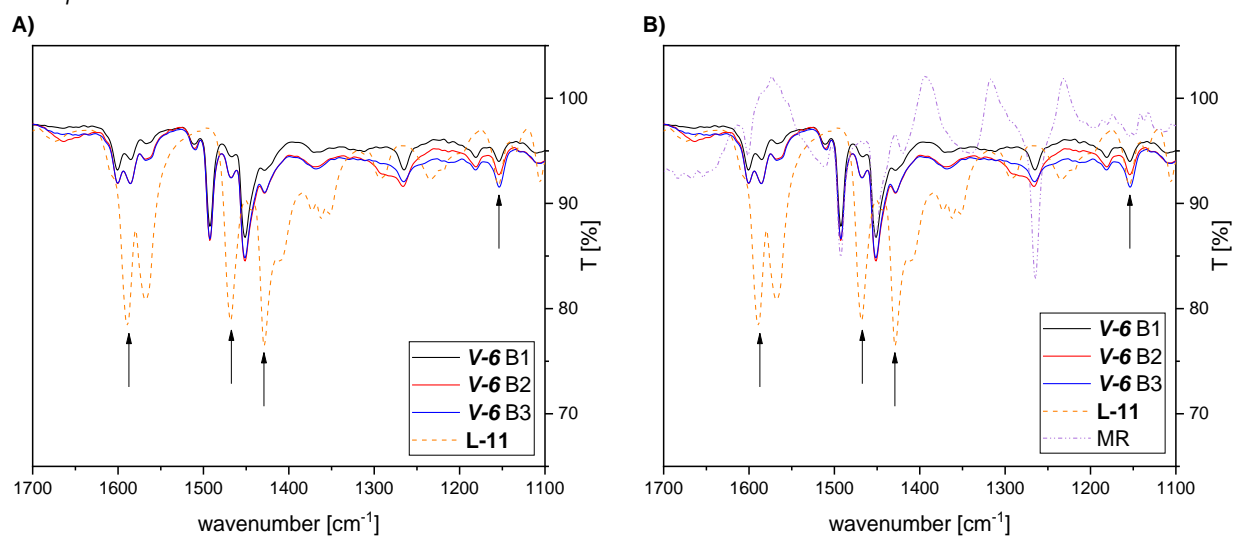 A)
V-6 B1
V-6 B2
V-6 B3
L-11
1700 1600 1500 1400 1300 1200 1100
wavenumber [cm-1]
100
90
80
70
T [%]
B)
V-6 B1
V-6 B2
V-6 B3
L-11
MR
1700 1600 1500 1400 1300 1200 1100
wavenumber [cm-1]
100
90
80
70
T [%]